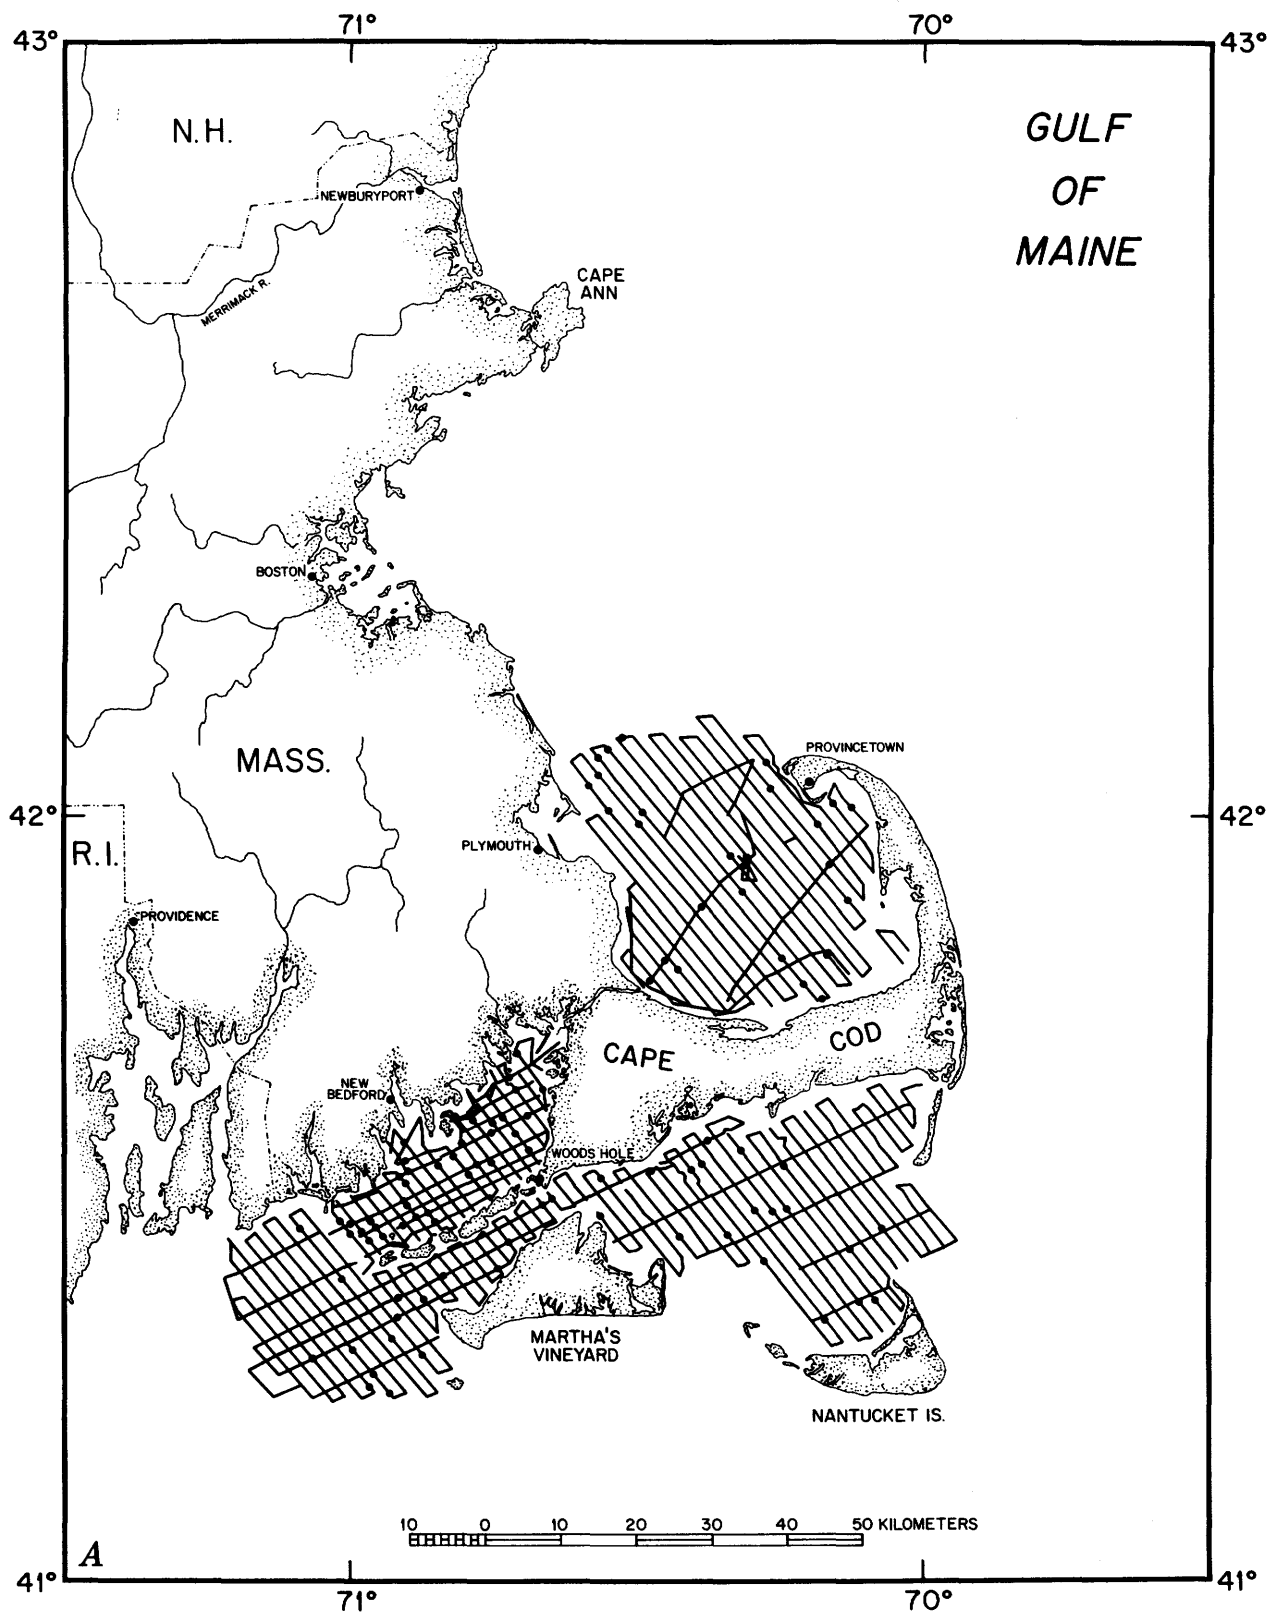 71° 70°
43° 43°
N.H.
GULF
OF
MAINE
NEWBURYPORT
CAPE
ANN
MERRIMACK R.
BOSTON
MASS.
PROVINCETOWN
42° 42°
R.I.
PLYMOUTH
PROVIDENCE
CAPE COD
NEW
BEDFORD
WOODS HOLE
MARTHA'S
VINEYARD
NANTUCKET IS.
10 0 10 20 30 40 50 KILOMETERS
A
41° 41°
71° 70°